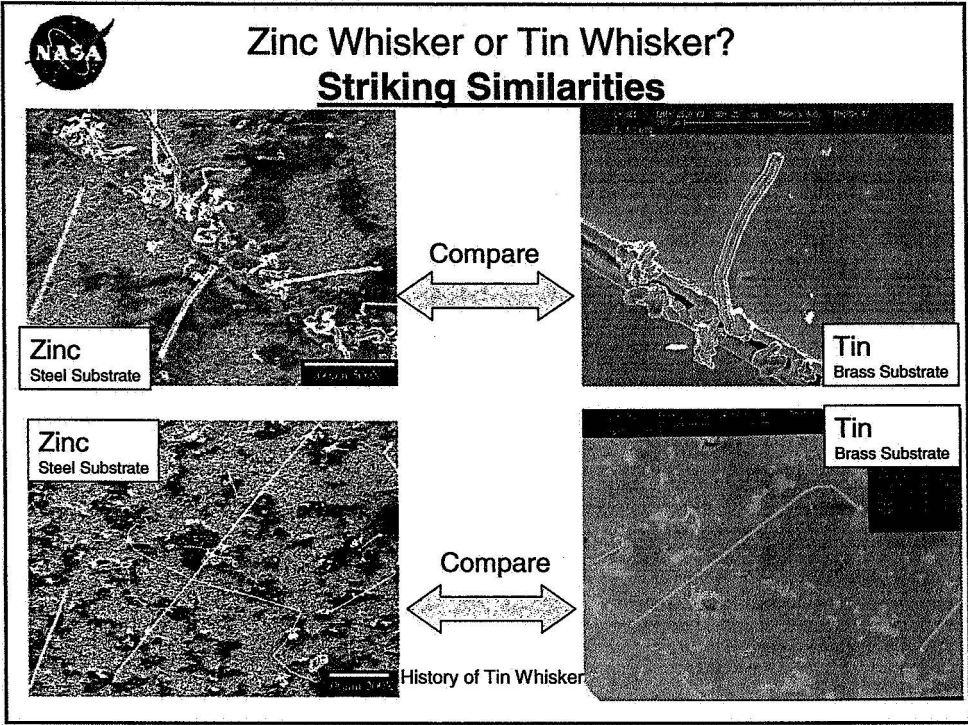 NASA
Zinc Whisker or Tin Whisker?
Striking Similarities
Compare
Zinc
Steel Substrate
Tin
Brass Substrate
Zinc
Steel Substrate
Tin
Brass Substrate
Compare
History of Tin Whisker